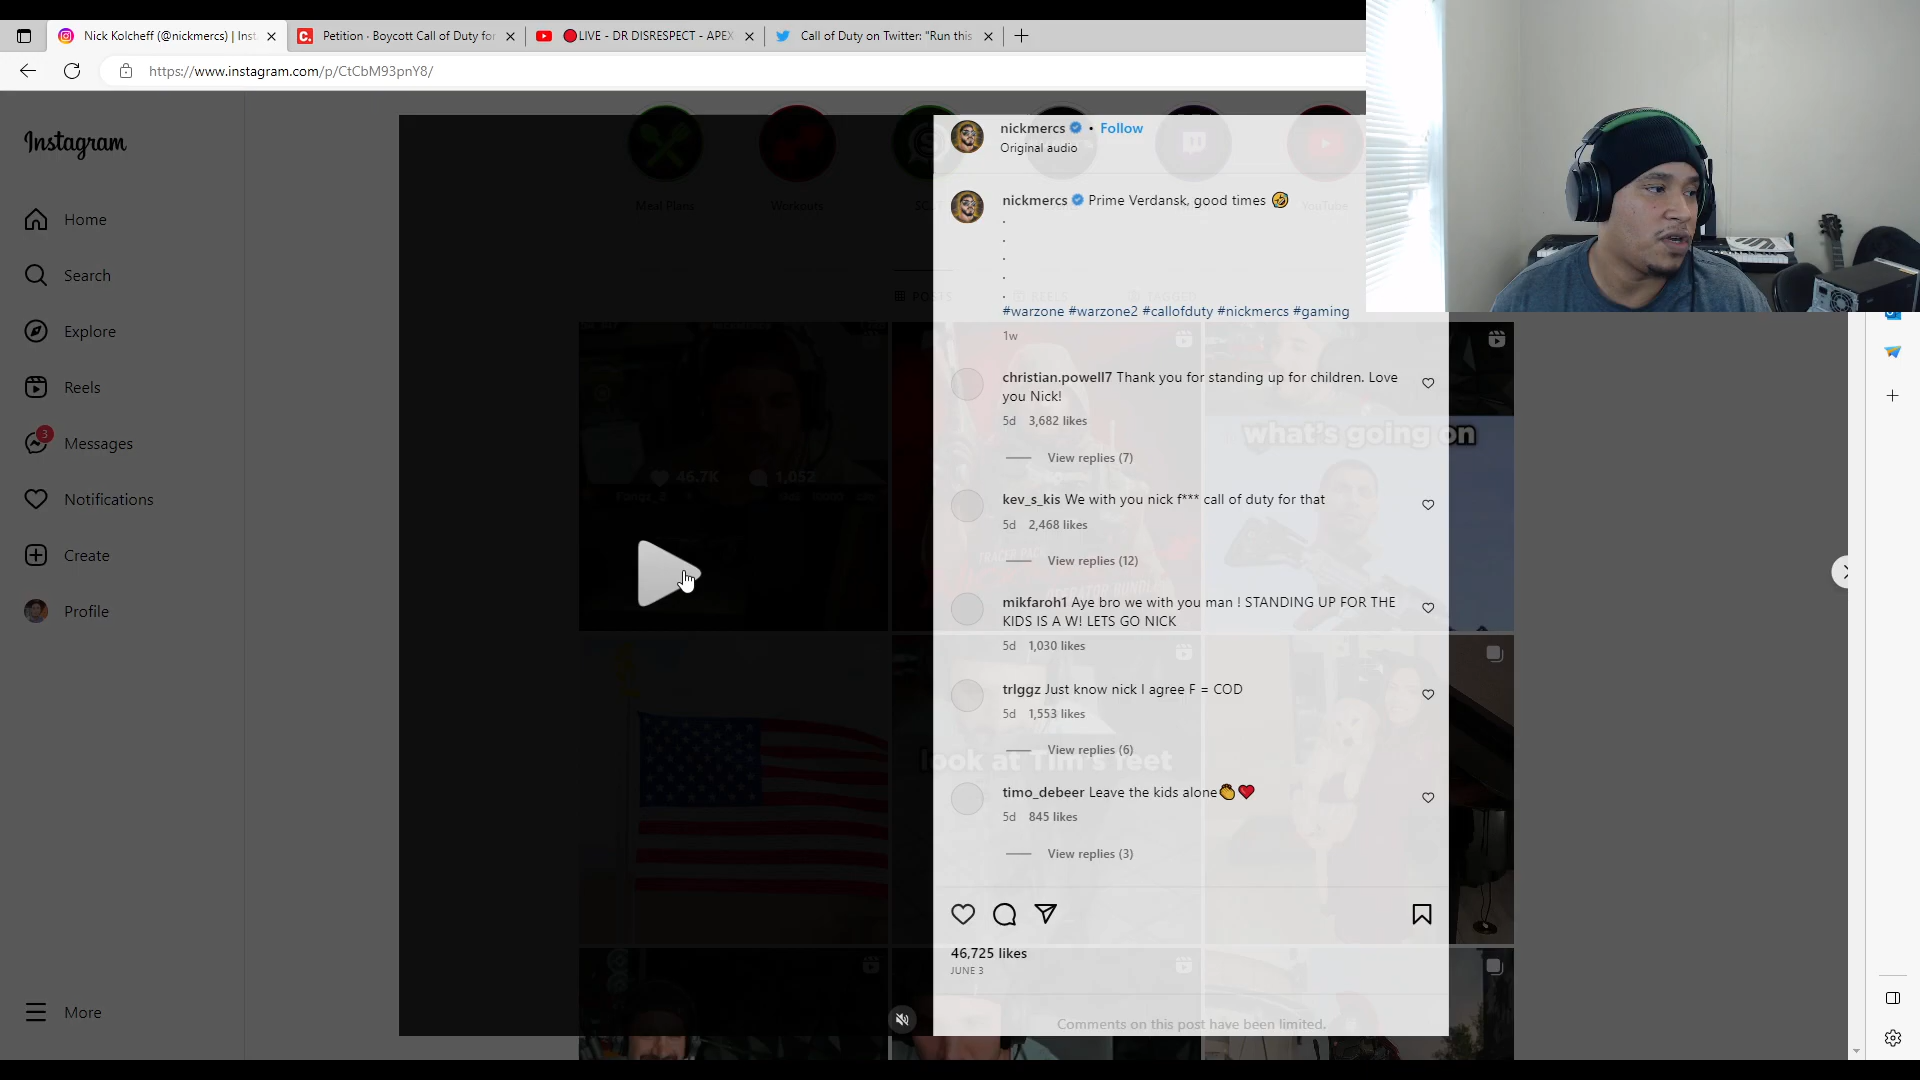 Nick Kolcheff (@nickmercs) | Inst
Petition · Boycott Call of Duty for
LIVE - DR DISRESPECT - APEX
Call of Duty on Twitter: "Run this
https://www.instagram.com/p/CtCbM93pnY8/
Instagram
Home
Search
Explore
Reels
3
Messages
Notifications
Create
Profile
More
Meal Plans
Workouts
YouTube
POSTS
46.7K
1,052
TRACER PACK
what's going on
look at Tim's feet
nickmercs • Follow
Original audio
nickmercs Prime Verdansk, good times 🤣
.
.
.
.
.
#warzone #warzone2 #callofduty #nickmercs #gaming
1w
christian.powell7 Thank you for standing up for children. Love
you Nick!
5d 3,682 likes
View replies (7)
kev_s_kis We with you nick f*** call of duty for that
5d 2,468 likes
View replies (12)
mikfaroh1 Aye bro we with you man ! STANDING UP FOR THE
KIDS IS A W! LETS GO NICK
5d 1,030 likes
trlggz Just know nick I agree F = COD
5d 1,553 likes
View replies (6)
timo_debeer Leave the kids alone👏❤️
5d 845 likes
View replies (3)
46,725 likes
JUNE 3
Comments on this post have been limited.